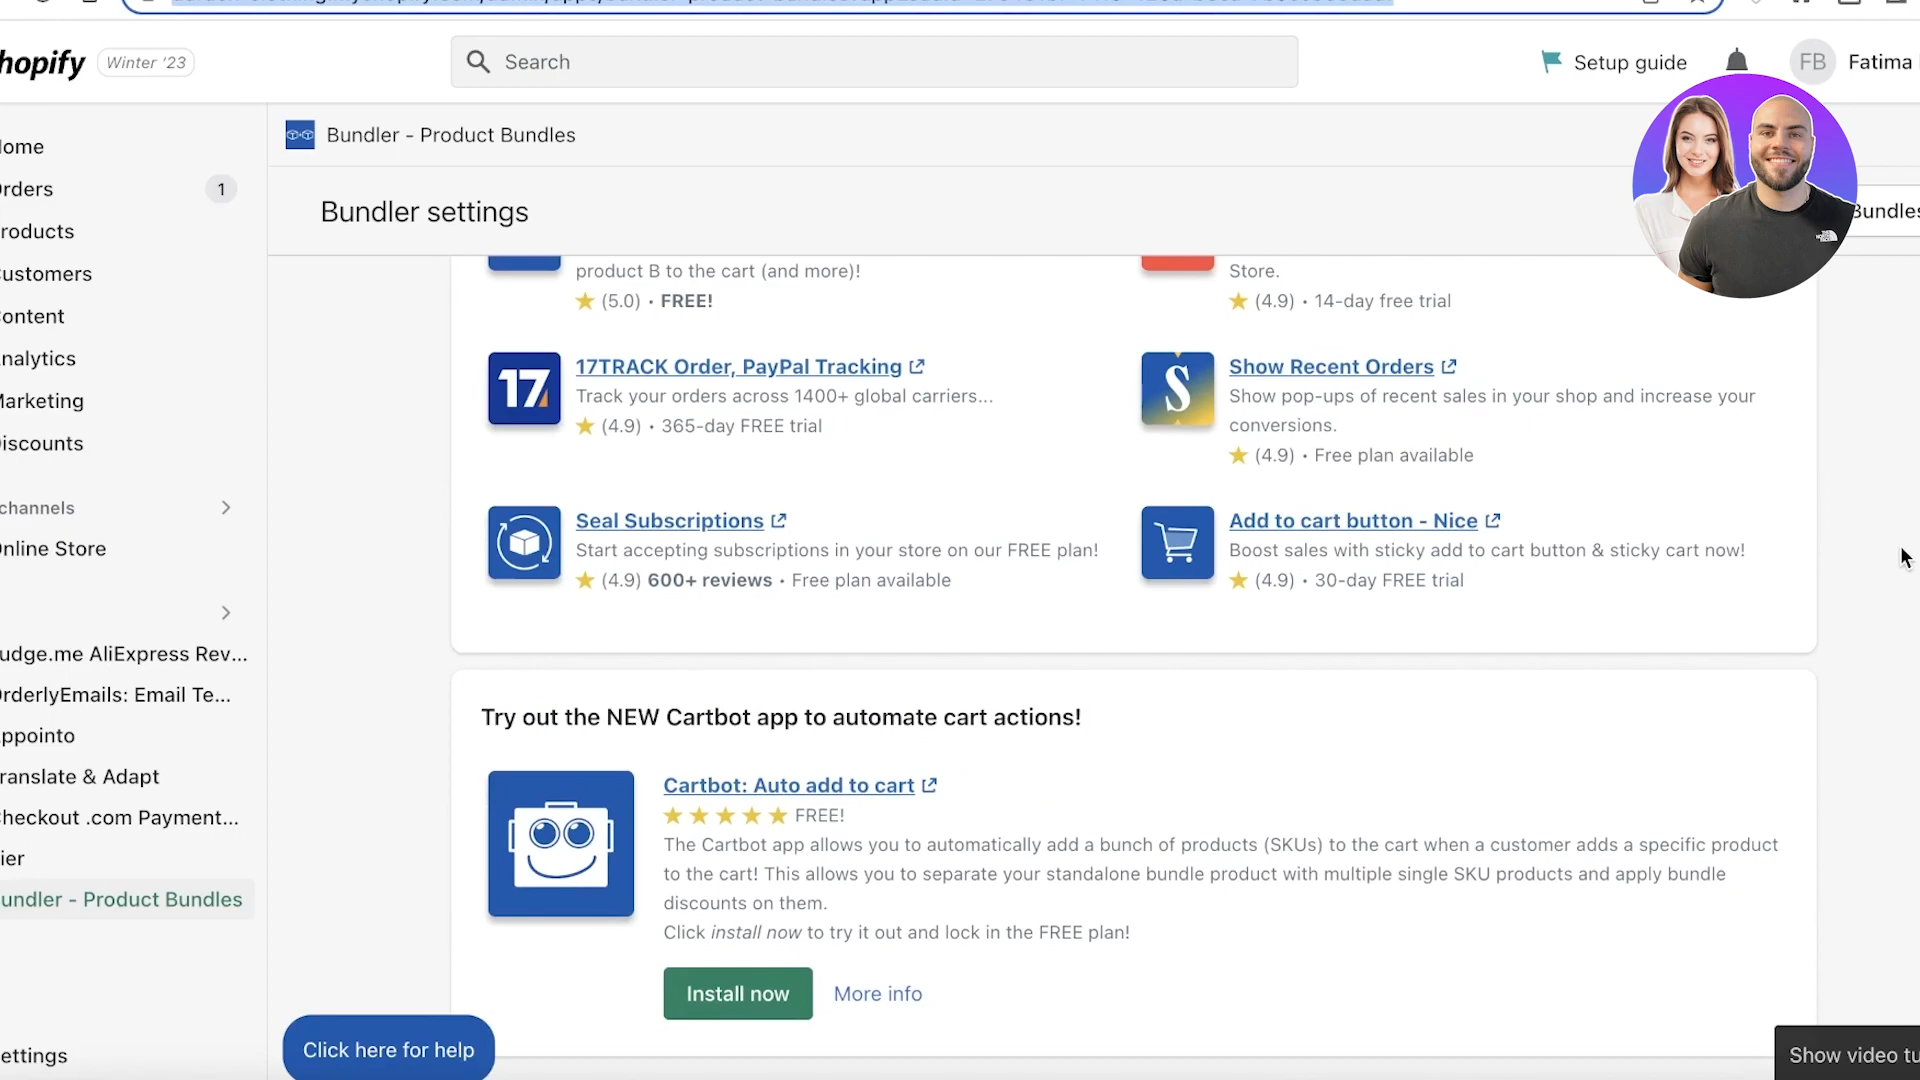 hopify Winter '23 Search Setup guide FB Fatima
Bundler - Product Bundles
Bundler settings
Bundles
ome
rders 1
roducts
ustomers
ontent
nalytics
arketing
iscounts
channels
nline Store
udge.me AliExpress Rev...
rderlyEmails: Email Te...
ppointo
ranslate & Adapt
heckout .com Payment...
ier
undler - Product Bundles
ettings
product B to the cart (and more)!
(5.0) • FREE!
Store.
(4.9) • 14-day free trial
17
17TRACK Order, PayPal Tracking
Track your orders across 1400+ global carriers...
(4.9) • 365-day FREE trial
S
Show Recent Orders
Show pop-ups of recent sales in your shop and increase your
conversions.
(4.9) • Free plan available
Seal Subscriptions
Start accepting subscriptions in your store on our FREE plan!
(4.9) 600+ reviews • Free plan available
Add to cart button - Nice
Boost sales with sticky add to cart button & sticky cart now!
(4.9) • 30-day FREE trial
Try out the NEW Cartbot app to automate cart actions!
Cartbot: Auto add to cart
FREE!
The Cartbot app allows you to automatically add a bunch of products (SKUs) to the cart when a customer adds a specific product
to the cart! This allows you to separate your standalone bundle product with multiple single SKU products and apply bundle
discounts on them.
Click install now to try it out and lock in the FREE plan!
Install now More info
Click here for help
Show video tu